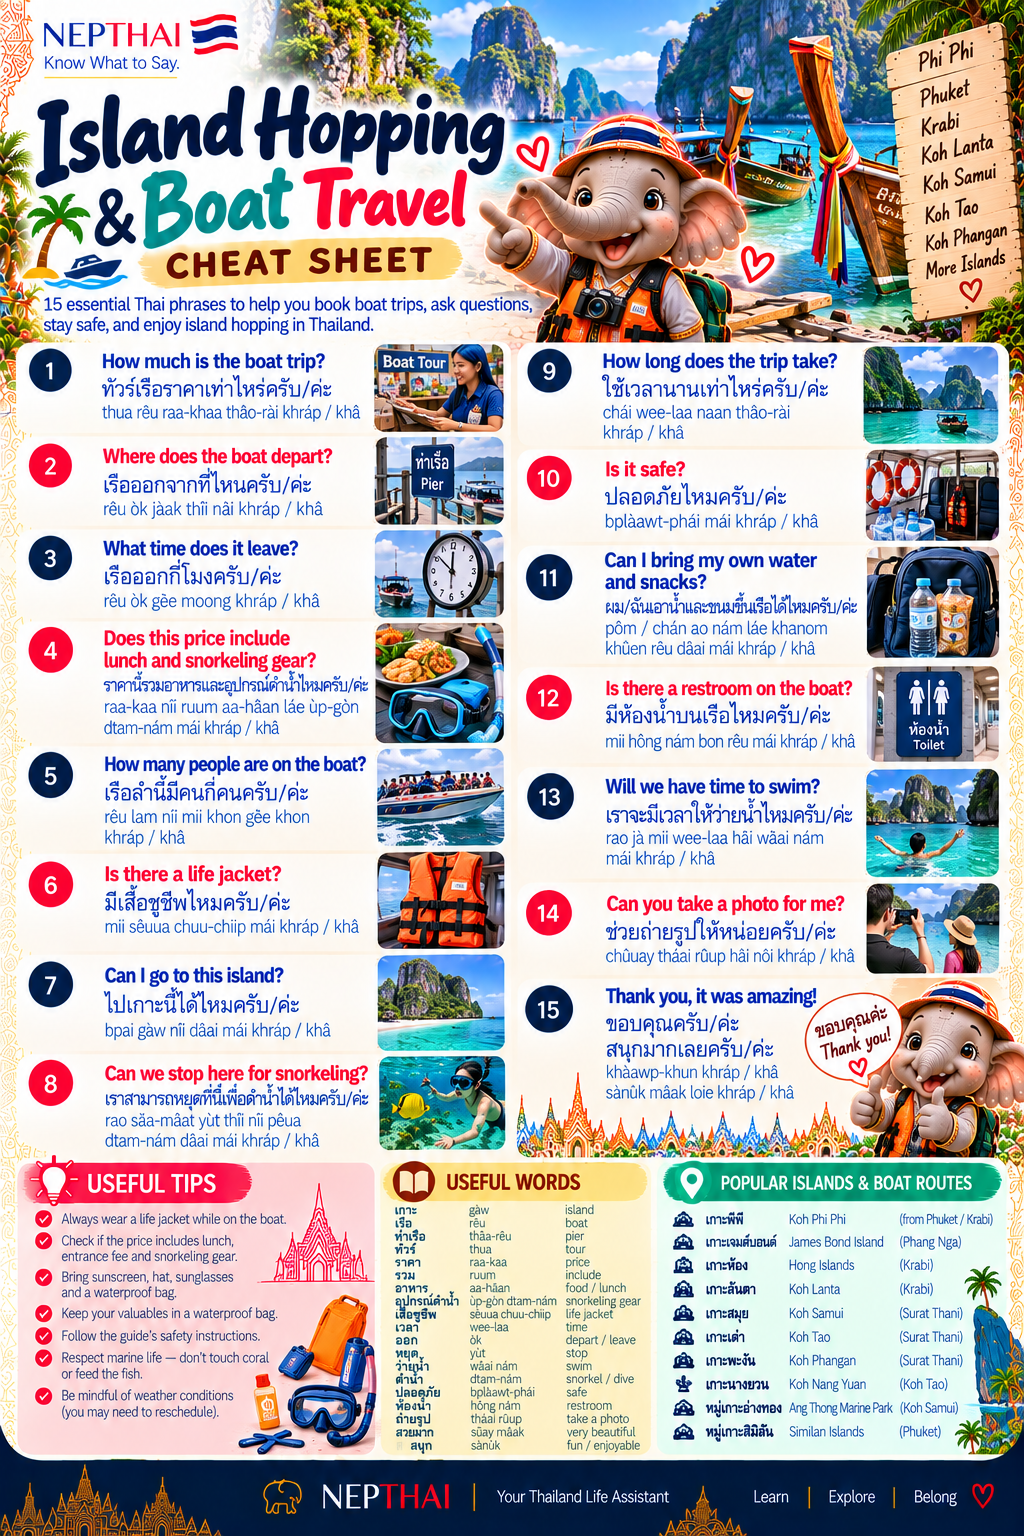 NEPTHAI
Know What to Say.
Island Hopping
& Boat Travel
CHEAT SHEET
15 essential Thai phrases to help you book boat trips, ask questions,
stay safe, and enjoy island hopping in Thailand.
Phi Phi
Phuket
Krabi
Koh Lanta
Koh Samui
Koh Tao
Koh Phangan
More Islands
1
How much is the boat trip?
ทัวร์เรือราคาเท่าไหร่ครับ/ค่ะ
thua rêu raa-khaa thâo-rài khráp / khâ
Boat Tour
2
Where does the boat depart?
เรือออกจากที่ไหนครับ/ค่ะ
rêu òk jàak thîi nâi khráp / khâ
ท่าเรือ
Pier
3
What time does it leave?
เรือออกกี่โมงครับ/ค่ะ
rêu òk gèe moong khráp / khâ
4
Does this price include
lunch and snorkeling gear?
ราคานี้รวมอาหารและอุปกรณ์ดำน้ำไหมครับ/ค่ะ
raa-kaa níi ruum aa-hâan láe ùp-gòn
dtam-nám mái khráp / khâ
5
How many people are on the boat?
เรือลำนี้มีคนกี่คนครับ/ค่ะ
rêu lam níi mii khon gèe khon
khráp / khâ
6
Is there a life jacket?
มีเสื้อชูชีพไหมครับ/ค่ะ
mii sêuua chuu-chiip mái khráp / khâ
7
Can I go to this island?
ไปเกาะนี้ได้ไหมครับ/ค่ะ
bpai gàw níi dâai mái khráp / khâ
8
Can we stop here for snorkeling?
เราสามารถหยุดที่นี่เพื่อดำน้ำได้ไหมครับ/ค่ะ
rao săa-mâat yùt thîi nîi pêua
dtam-nám dâai mái khráp / khâ
9
How long does the trip take?
ใช้เวลานานเท่าไหร่ครับ/ค่ะ
chái wee-laa naan thâo-rài
khráp / khâ
10
Is it safe?
ปลอดภัยไหมครับ/ค่ะ
bplàawt-phái mái khráp / khâ
11
Can I bring my own water
and snacks?
ผม/ฉันเอาน้ำและขนมขึ้นเรือได้ไหมครับ/ค่ะ
pôm / chán ao nám láe khanom
khûen rêu dâai mái khráp / khâ
12
Is there a restroom on the boat?
มีห้องน้ำบนเรือไหมครับ/ค่ะ
mii hông nám bon rêu mái khráp / khâ
ห้องน้ำ
Toilet
13
Will we have time to swim?
เราจะมีเวลาให้ว่ายน้ำไหมครับ/ค่ะ
rao jà mii wee-laa hâi wâai nám
mái khráp / khâ
14
Can you take a photo for me?
ช่วยถ่ายรูปให้หน่อยครับ/ค่ะ
chûuay tháai rûup hâi nôi khráp / khâ
15
Thank you, it was amazing!
ขอบคุณครับ/ค่ะ
สนุกมากเลยครับ/ค่ะ
khàawp-khun khráp / khâ
sànûk mâak loie khráp / khâ
ขอบคุณค่ะ
Thank you!
USEFUL TIPS
Always wear a life jacket while on the boat.
Check if the price includes lunch,
entrance fee and snorkeling gear.
Bring sunscreen, hat, sunglasses
and a waterproof bag.
Keep your valuables in a waterproof bag.
Follow the guide's safety instructions.
Respect marine life — don't touch coral
or feed the fish.
Be mindful of weather conditions
(you may need to reschedule).
USEFUL WORDS
เกาะ gàw island
เรือ rêu boat
ท่าเรือ thâa-rêu pier
ทัวร์ thua tour
ราคา raa-kaa price
รวม ruum include
อาหาร aa-hâan food / lunch
อุปกรณ์ดำน้ำ ùp-gòn dtam-nám snorkeling gear
เสื้อชูชีพ sêuua chuu-chiip life jacket
เวลา wee-laa time
ออก òk depart / leave
หยุด yùt stop
ว่ายน้ำ wâai nám swim
ดำน้ำ dtam-nám snorkel / dive
ปลอดภัย bplàawt-phái safe
ห้องน้ำ hông nám restroom
ถ่ายรูป tháai rûup take a photo
สวยมาก sŭay mâak very beautiful
สนุก sànùk fun / enjoyable
POPULAR ISLANDS & BOAT ROUTES
เกาะพีพี Koh Phi Phi (from Phuket / Krabi)
เกาะเจมส์บอนด์ James Bond Island (Phang Nga)
เกาะห้อง Hong Islands (Krabi)
เกาะลันตา Koh Lanta (Krabi)
เกาะสมุย Koh Samui (Surat Thani)
เกาะเต่า Koh Tao (Surat Thani)
เกาะพะงัน Koh Phangan (Surat Thani)
เกาะนางยวน Koh Nang Yuan (Koh Tao)
หมู่เกาะอ่างทอง Ang Thong Marine Park (Koh Samui)
หมู่เกาะสิมิลัน Similan Islands (Phuket)
NEPTHAI | Your Thailand Life Assistant
Learn | Explore | Belong